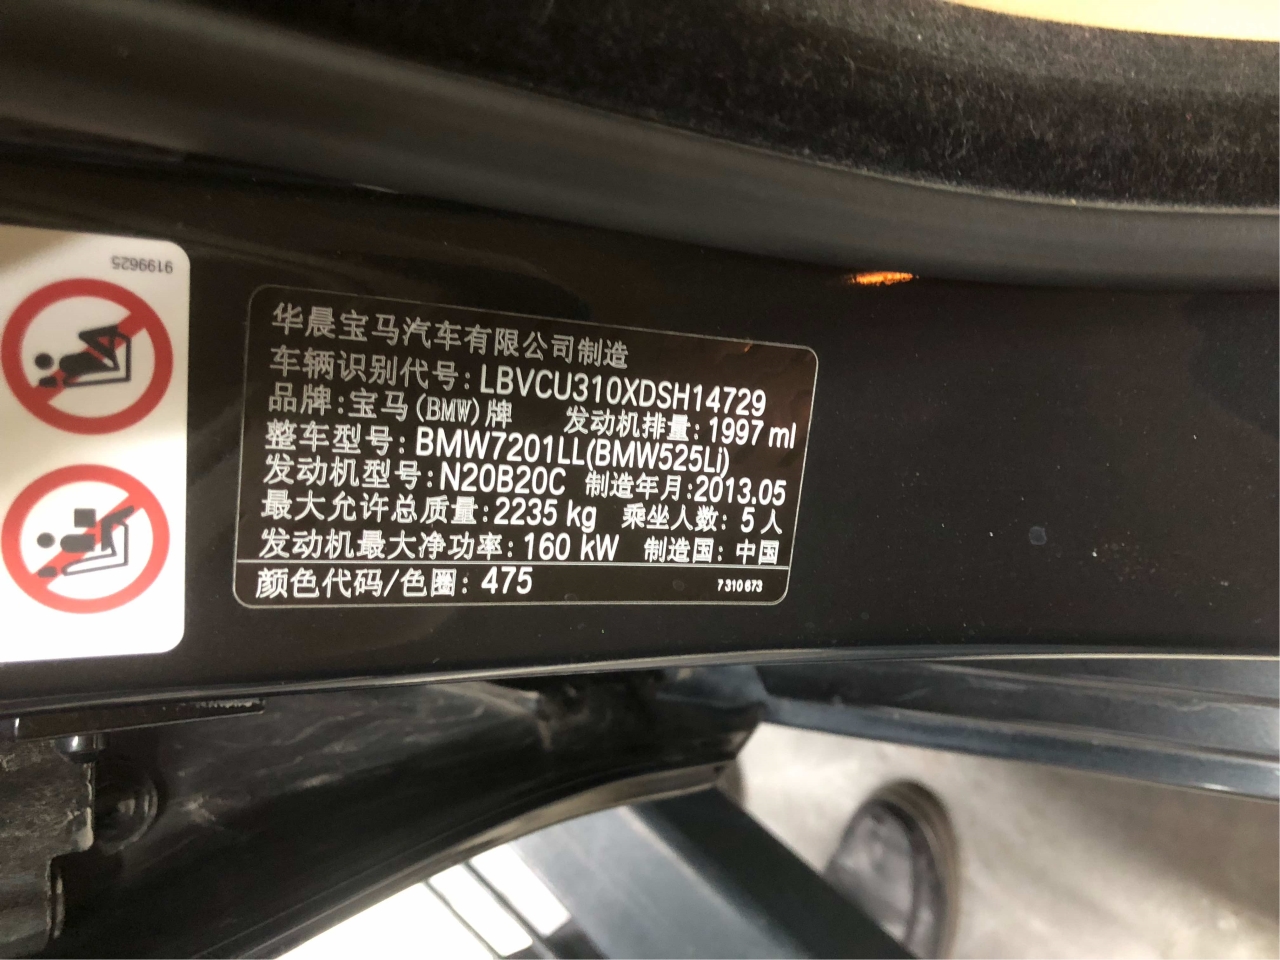 9199625
华晨宝马汽车有限公司制造
车辆识别代号: LBVCU310XDSH14729
品牌: 宝马(BMW)牌 发动机排量: 1997 ml
整车型号: BMW7201LL(BMW525Li)
发动机型号: N20B20C 制造年月: 2013.05
最大允许总质量: 2235 kg 乘坐人数: 5 人
发动机最大净功率: 160 kW 制造国: 中国
颜色代码/色圈: 475 7310673